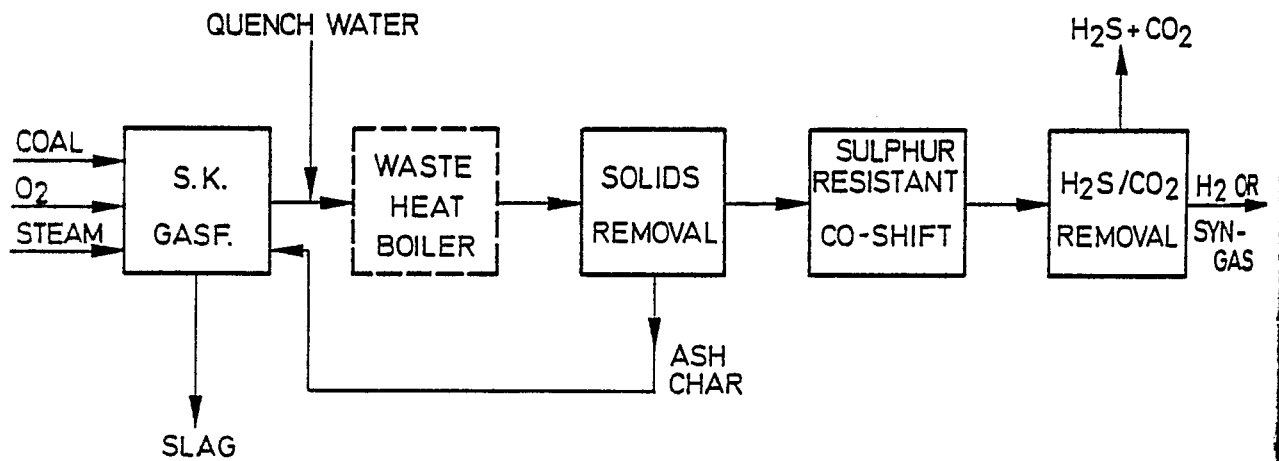 QUENCH WATER
H₂S+CO₂
COAL
O₂
STEAM
S.K.
GASF.
WASTE
HEAT
BOILER
SOLIDS
REMOVAL
SULPHUR
RESISTANT
CO-SHIFT
H₂S/CO₂
REMOVAL
H₂ OR
SYN-
GAS
ASH
CHAR
SLAG